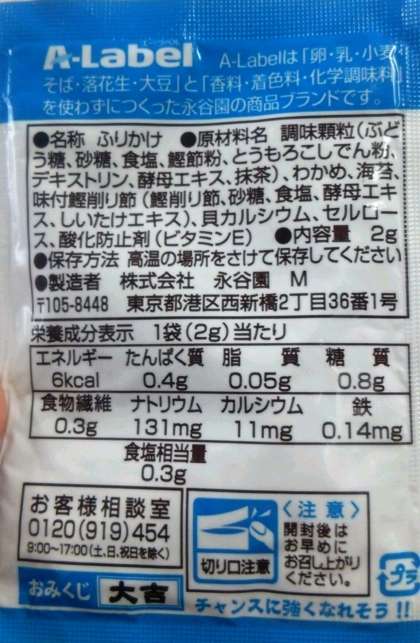 A-Label A-Labelは「卵・乳・小麦・
そば・落花生・大豆」と「香料・着色料・化学調味料」
を使わずにつくった永谷園の商品ブランドです。
●名称 ふりかけ ●原材料名 調味顆粒(ぶど
う糖、砂糖、食塩、鰹節粉、とうもろこしでん粉、
デキストリン、酵母エキス、抹茶)、わかめ、海苔、
味付鰹削り節(鰹削り節、砂糖、食塩、酵母エキ
ス、しいたけエキス)、貝カルシウム、セルロー
ス、酸化防止剤(ビタミンE) ●内容量 2g
●保存方法 高温の場所をさけて保存してください
●製造者 株式会社 永谷園 M
〒105-8448 東京都港区西新橋2丁目36番1号
栄養成分表示 1袋(2g)当たり
エネルギー たんぱく質 脂質 糖質
6kcal 0.4g 0.05g 0.8g
食物繊維 ナトリウム カルシウム 鉄
0.3g 131mg 11mg 0.14mg
食塩相当量
0.3g
お客様相談室
0120(919)454
9:00〜17:00(土、日、祝日を除く)
切り口注意
〈注意〉
開封後は
お早めに
お召し上がり
ください。
プラ
おみくじ 大吉
チャンスに強くなれそう!!